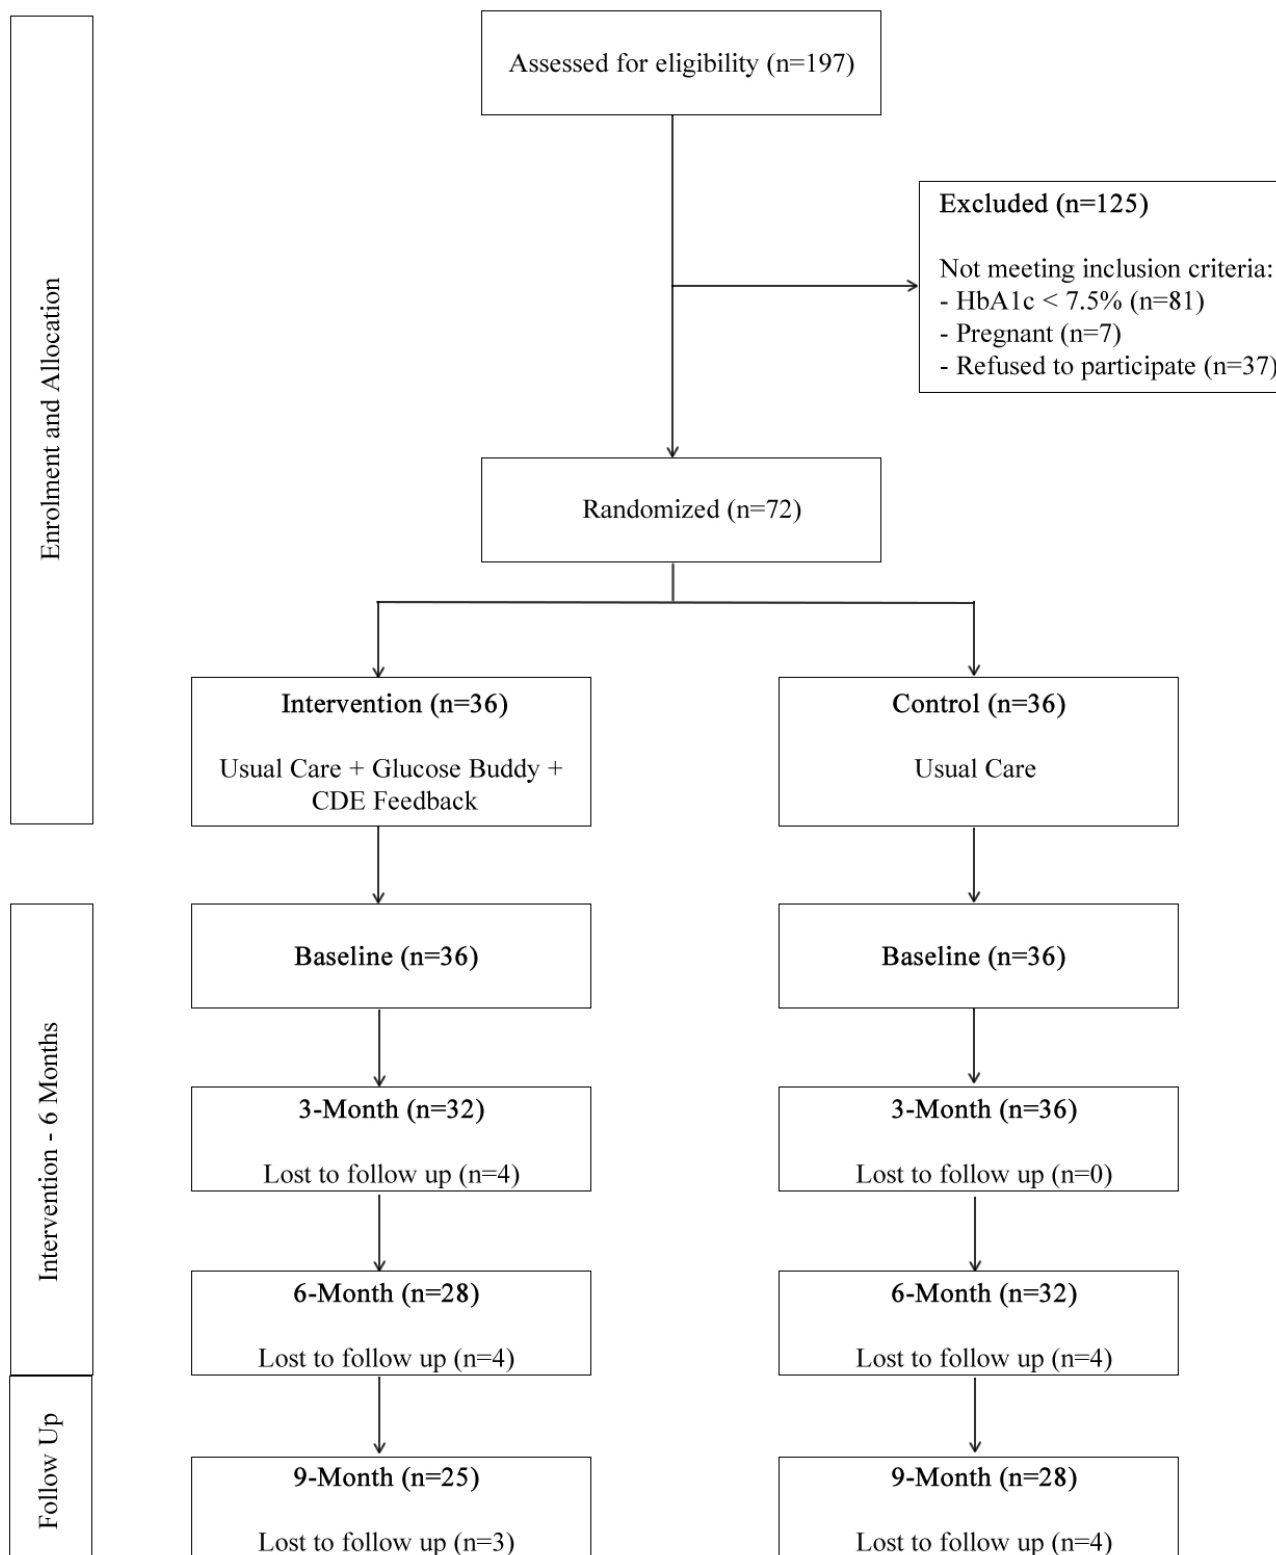 Assessed for eligibility (n=197)
Excluded (n=125)
Not meeting inclusion criteria:
- HbA1c < 7.5% (n=81)
- Pregnant (n=7)
- Refused to participate (n=37)
Enrolment and Allocation
Randomized (n=72)
Intervention (n=36)
Usual Care + Glucose Buddy +
CDE Feedback
Control (n=36)
Usual Care
Intervention - 6 Months
Baseline (n=36)
Baseline (n=36)
3-Month (n=32)
Lost to follow up (n=4)
3-Month (n=36)
Lost to follow up (n=0)
6-Month (n=28)
Lost to follow up (n=4)
6-Month (n=32)
Lost to follow up (n=4)
Follow Up
9-Month (n=25)
Lost to follow up (n=3)
9-Month (n=28)
Lost to follow up (n=4)